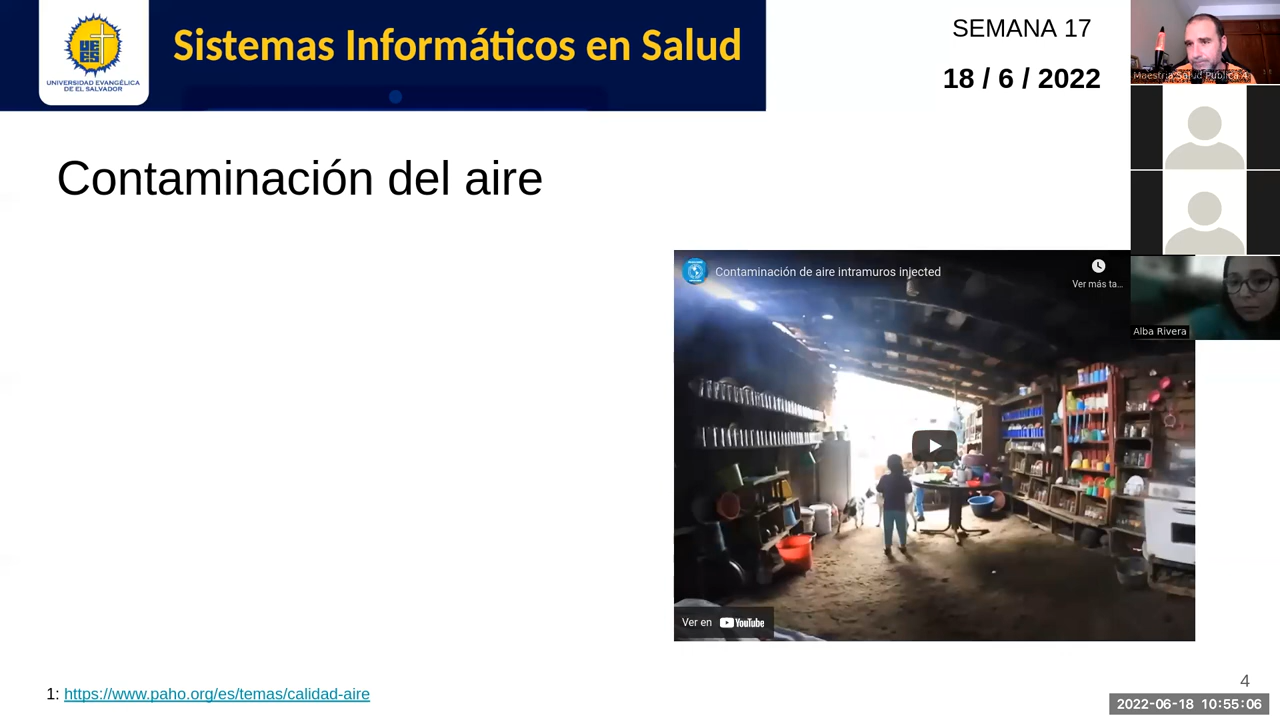 Sistemas Informáticos en Salud
UNIVERSIDAD EVANGÉLICA
DE EL SALVADOR
SEMANA 17
18 / 6 / 2022
Maestria Salud Publica 4
Contaminación del aire
Contaminación de aire intramuros injected
Ver más ta...
Alba Rivera
Ver en YouTube
1: https://www.paho.org/es/temas/calidad-aire
4
2022-06-18 10:55:06